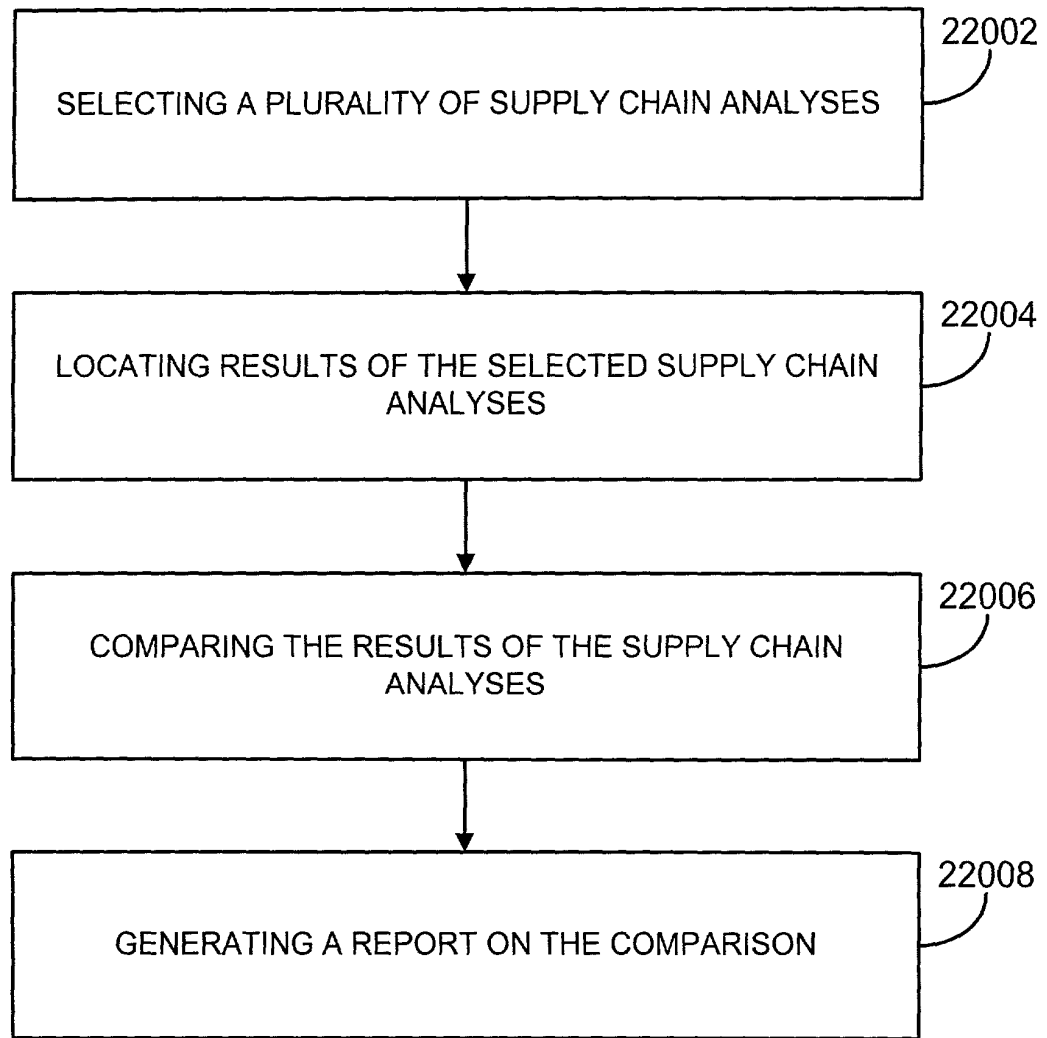 22002
SELECTING A PLURALITY OF SUPPLY CHAIN ANALYSES
22004
LOCATING RESULTS OF THE SELECTED SUPPLY CHAIN
ANALYSES
22006
COMPARING THE RESULTS OF THE SUPPLY CHAIN
ANALYSES
22008
GENERATING A REPORT ON THE COMPARISON